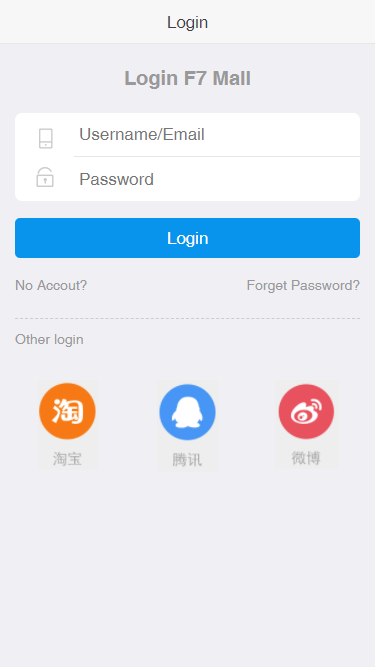 Login
Login F7 Mall
Username/Email
Password
Login
No Accout? Forget Password?
Other login
淘
淘宝 腾讯 微博